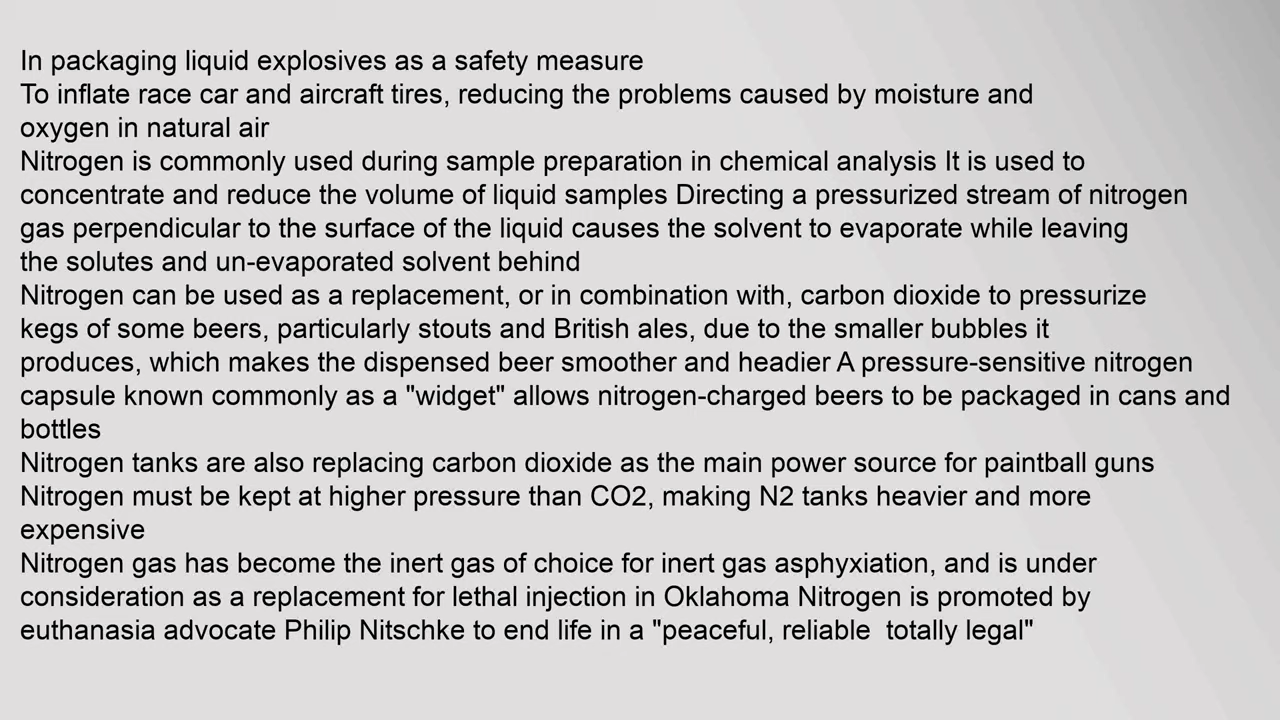 In packaging liquid explosives as a safety measure
To inflate race car and aircraft tires, reducing the problems caused by moisture and
oxygen in natural air
Nitrogen is commonly used during sample preparation in chemical analysis It is used to
concentrate and reduce the volume of liquid samples Directing a pressurized stream of nitrogen
gas perpendicular to the surface of the liquid causes the solvent to evaporate while leaving
the solutes and un-evaporated solvent behind
Nitrogen can be used as a replacement, or in combination with, carbon dioxide to pressurize
kegs of some beers, particularly stouts and British ales, due to the smaller bubbles it
produces, which makes the dispensed beer smoother and headier A pressure-sensitive nitrogen
capsule known commonly as a "widget" allows nitrogen-charged beers to be packaged in cans and
bottles
Nitrogen tanks are also replacing carbon dioxide as the main power source for paintball guns
Nitrogen must be kept at higher pressure than CO2, making N2 tanks heavier and more
expensive
Nitrogen gas has become the inert gas of choice for inert gas asphyxiation, and is under
consideration as a replacement for lethal injection in Oklahoma Nitrogen is promoted by
euthanasia advocate Philip Nitschke to end life in a "peaceful, reliable  totally legal"